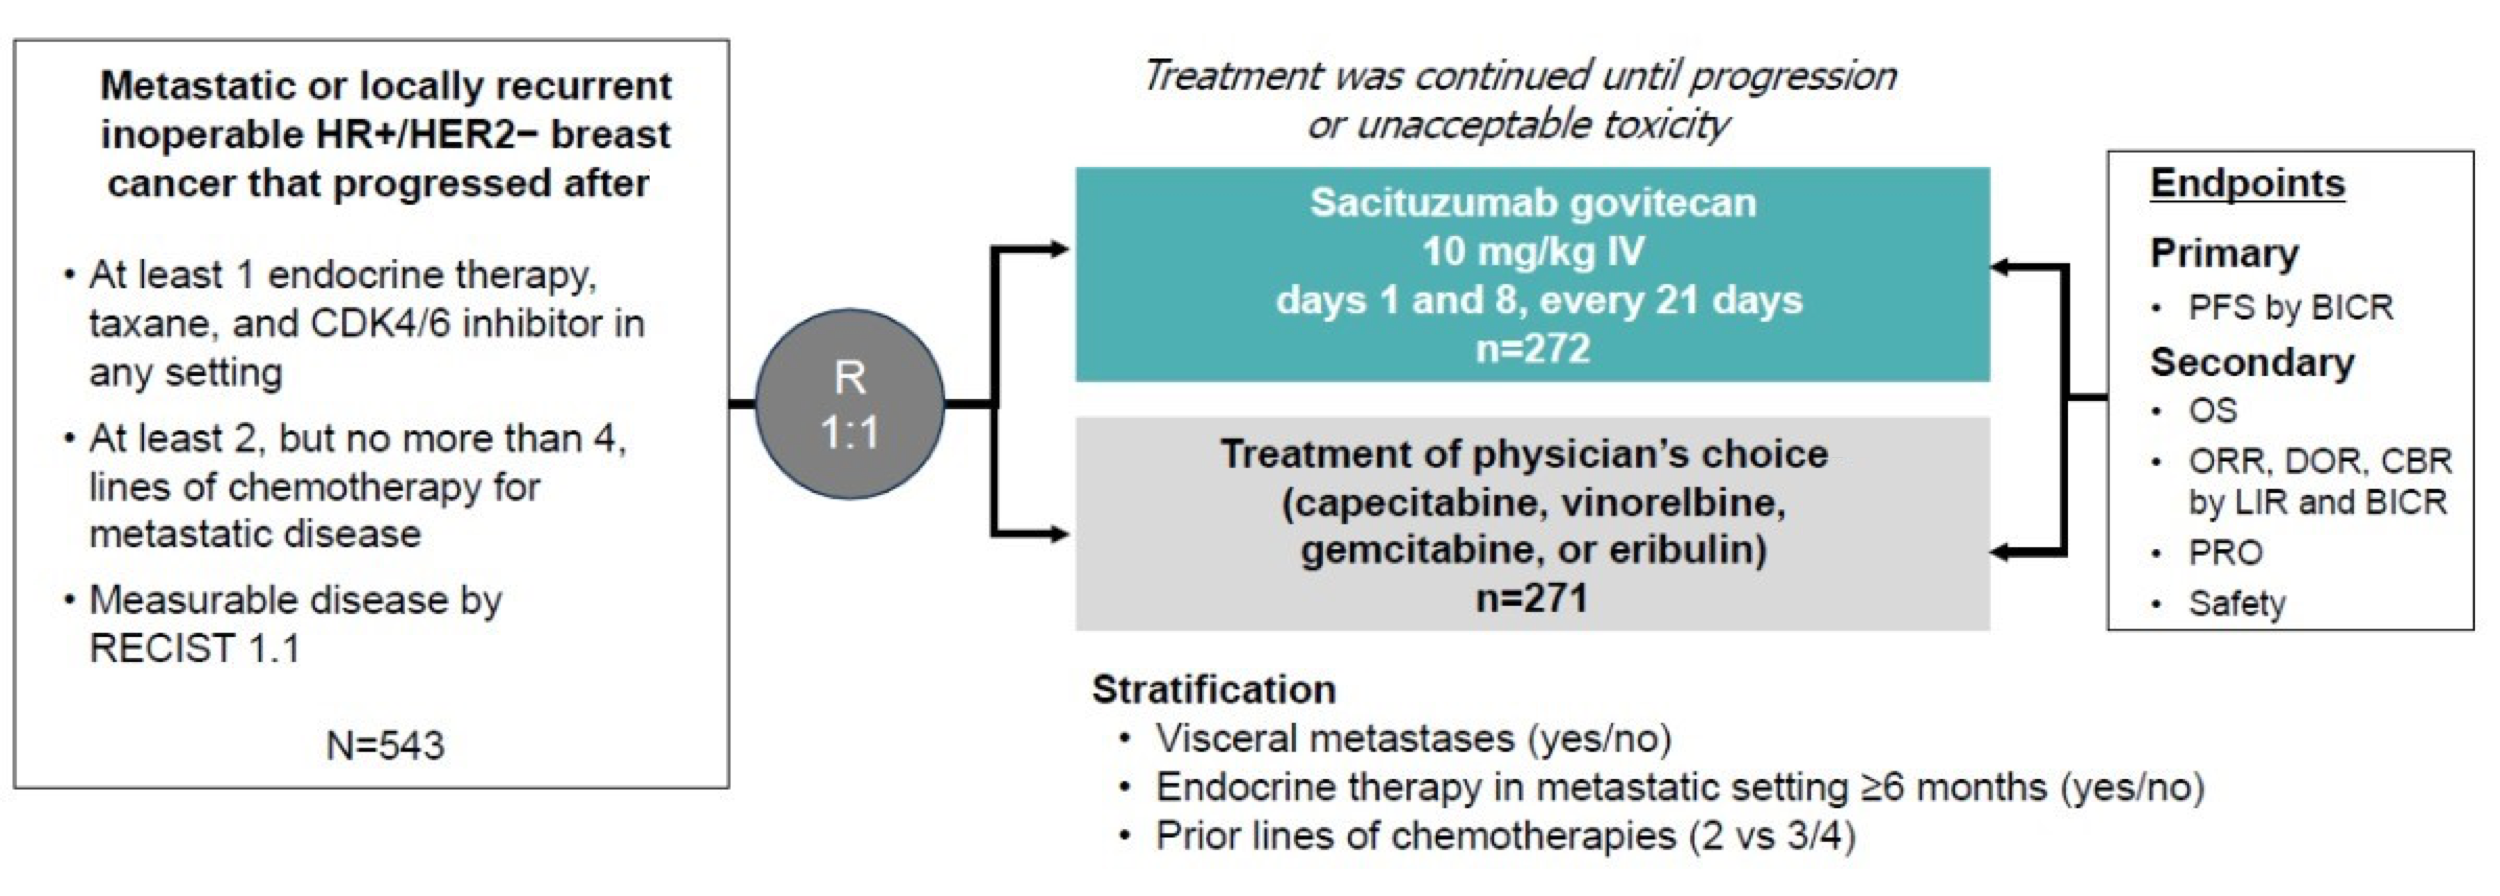 Metastatic or locally recurrent
inoperable HR+/HER2− breast
cancer that progressed after
• At least 1 endocrine therapy,
taxane, and CDK4/6 inhibitor in
any setting
• At least 2, but no more than 4,
lines of chemotherapy for
metastatic disease
• Measurable disease by
RECIST 1.1
N=543
R
1:1
Treatment was continued until progression
or unacceptable toxicity
Sacituzumab govitecan
10 mg/kg IV
days 1 and 8, every 21 days
n=272
Treatment of physician’s choice
(capecitabine, vinorelbine,
gemcitabine, or eribulin)
n=271
Stratification
• Visceral metastases (yes/no)
• Endocrine therapy in metastatic setting ≥6 months (yes/no)
• Prior lines of chemotherapies (2 vs 3/4)
Endpoints
Primary
• PFS by BICR
Secondary
• OS
• ORR, DOR, CBR
by LIR and BICR
• PRO
• Safety